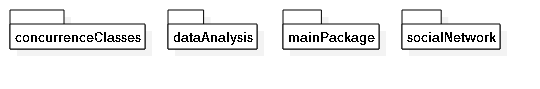 concurrenceClasses
dataAnalysis
mainPackage
socialNetwork